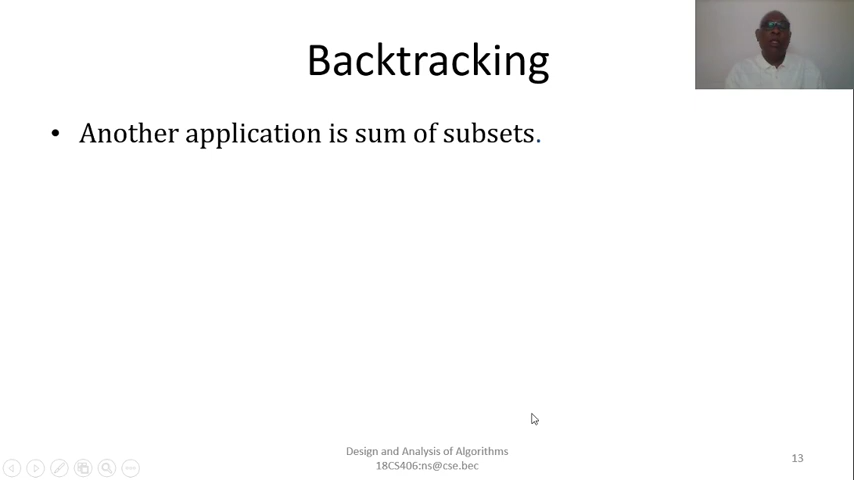 Backtracking
• Another application is sum of subsets.
Design and Analysis of Algorithms
18CS406:ns@cse.bec
13